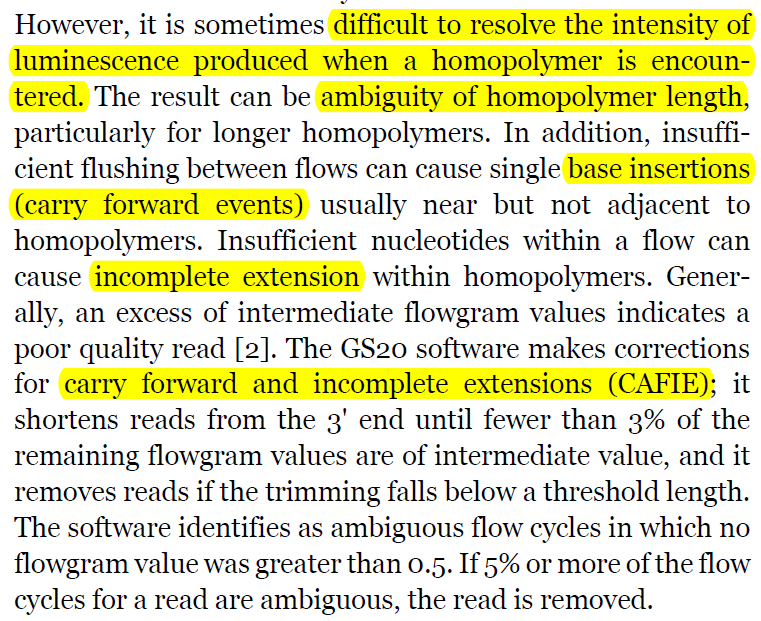 However, it is sometimes difficult to resolve the intensity of
luminescence produced when a homopolymer is encoun-
tered. The result can be ambiguity of homopolymer length,
particularly for longer homopolymers. In addition, insuffi-
cient flushing between flows can cause single base insertions
(carry forward events) usually near but not adjacent to
homopolymers. Insufficient nucleotides within a flow can
cause incomplete extension within homopolymers. Gener-
ally, an excess of intermediate flowgram values indicates a
poor quality read [2]. The GS20 software makes corrections
for carry forward and incomplete extensions (CAFIE); it
shortens reads from the 3' end until fewer than 3% of the
remaining flowgram values are of intermediate value, and it
removes reads if the trimming falls below a threshold length.
The software identifies as ambiguous flow cycles in which no
flowgram value was greater than 0.5. If 5% or more of the flow
cycles for a read are ambiguous, the read is removed.